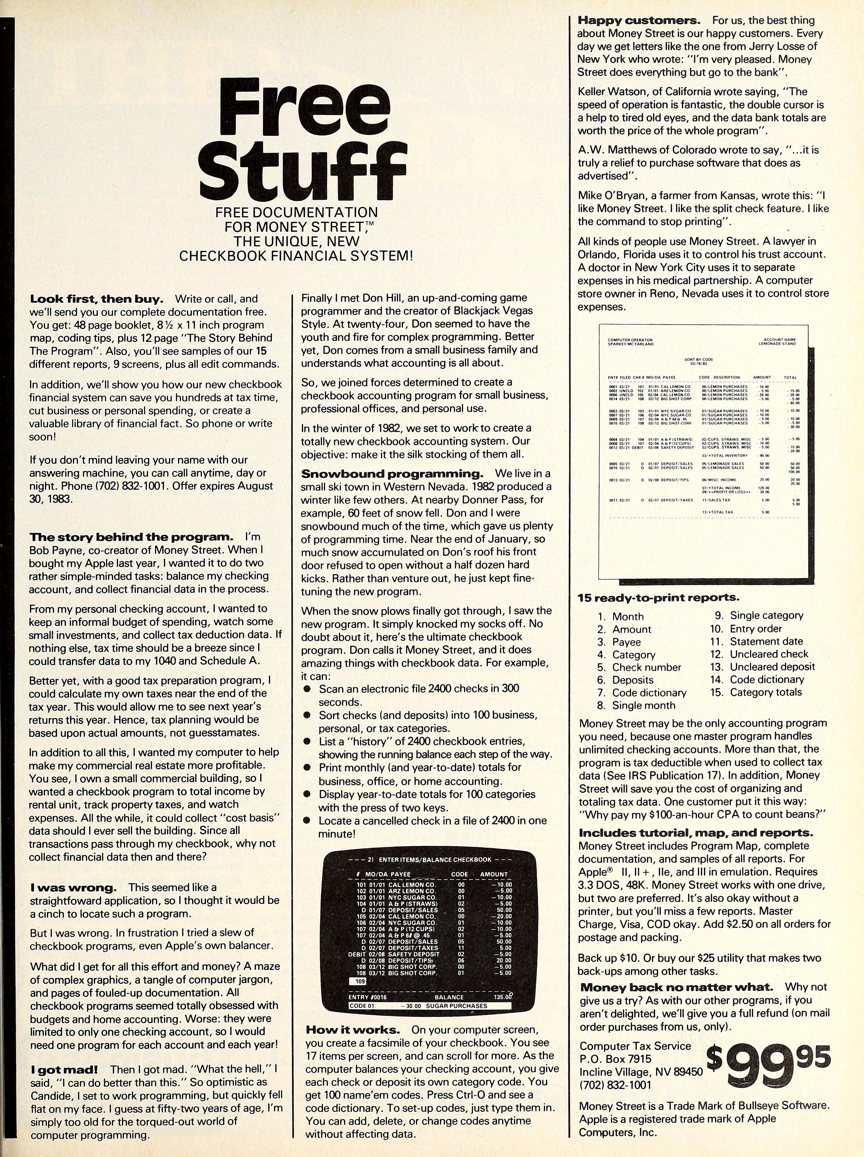 Free
Stuff
FREE DOCUMENTATION
FOR MONEY STREET,™
THE UNIQUE, NEW
CHECKBOOK FINANCIAL SYSTEM!
Look first, then buy. Write or call, and
we'll send you our complete documentation free.
You get: 48 page booklet, 8½ x 11 inch program
map, coding tips, plus 12 page "The Story Behind
The Program". Also, you'll see samples of our 15
different reports, 9 screens, plus all edit commands.
In addition, we'll show you how our new checkbook
financial system can save you hundreds at tax time,
cut business or personal spending, or create a
valuable library of financial fact. So phone or write
soon!
If you don't mind leaving your name with our
answering machine, you can call anytime, day or
night. Phone (702) 832-1001. Offer expires August
30, 1983.
The story behind the program. I'm
Bob Payne, co-creator of Money Street. When I
bought my Apple last year, I wanted it to do two
rather simple-minded tasks: balance my checking
account, and collect financial data in the process.
From my personal checking account, I wanted to
keep an informal budget of spending, watch some
small investments, and collect tax deduction data. If
nothing else, tax time should be a breeze since I
could transfer data to my 1040 and Schedule A.
Better yet, with a good tax preparation program, I
could calculate my own taxes near the end of the
tax year. This would allow me to see next year's
returns this year. Hence, tax planning would be
based upon actual amounts, not guesstamates.
In addition to all this, I wanted my computer to help
make my commercial real estate more profitable.
You see, I own a small commercial building, so I
wanted a checkbook program to total income by
rental unit, track property taxes, and watch
expenses. All the while, it could collect "cost basis"
data should I ever sell the building. Since all
transactions pass through my checkbook, why not
collect financial data then and there?
I was wrong. This seemed like a
straightfoward application, so I thought it would be
a cinch to locate such a program.
But I was wrong. In frustration I tried a slew of
checkbook programs, even Apple's own balancer.
What did I get for all this effort and money? A maze
of complex graphics, a tangle of computer jargon,
and pages of fouled-up documentation. All
checkbook programs seemed totally obsessed with
budgets and home accounting. Worse: they were
limited to only one checking account, so I would
need one program for each account and each year!
I got mad! Then I got mad. "What the hell," I
said, "I can do better than this." So optimistic as
Candide, I set to work programming, but quickly fell
flat on my face. I guess at fifty-two years of age, I'm
simply too old for the torqued-out world of
computer programming.
Finally I met Don Hill, an up-and-coming game
programmer and the creator of Blackjack Vegas
Style. At twenty-four, Don seemed to have the
youth and fire for complex programming. Better
yet, Don comes from a small business family and
understands what accounting is all about.
So, we joined forces determined to create a
checkbook accounting program for small business,
professional offices, and personal use.
In the winter of 1982, we set to work to create a
totally new checkbook accounting system. Our
objective: make it the silk stocking of them all.
Snowbound programming. We live in a
small ski town in Western Nevada. 1982 produced a
winter like few others. At nearby Donner Pass, for
example, 60 feet of snow fell. Don and I were
snowbound much of the time, which gave us plenty
of programming time. Near the end of January, so
much snow accumulated on Don's roof his front
door refused to open without a half dozen hard
kicks. Rather than venture out, he just kept fine-
tuning the new program.
When the snow plows finally got through, I saw the
new program. It simply knocked my socks off. No
doubt about it, here's the ultimate checkbook
program. Don calls it Money Street, and it does
amazing things with checkbook data. For example,
it can:
● Scan an electronic file 2400 checks in 300
seconds.
● Sort checks (and deposits) into 100 business,
personal, or tax categories.
● List a "history" of 2400 checkbook entries,
showing the running balance each step of the way.
● Print monthly (and year-to-date) totals for
business, office, or home accounting.
● Display year-to-date totals for 100 categories
with the press of two keys.
● Locate a cancelled check in a file of 2400 in one
minute!
– – – 2) ENTER ITEMS/BALANCE CHECKBOOK – – –
# MO/DA PAYEE CODE AMOUNT
101 01/01 CAL LEMON CO. 00 –10.00
102 01/01 ARZ LEMON CO. 00 –5.00
103 01/01 NYC SUGAR CO. 01 –10.00
104 01/01 A & P (STRAWS) 02 –5.00
D 01/07 DEPOSIT/SALES 05 50.00
105 02/04 CAL LEMON CO. 00 –20.00
106 02/04 NYC SUGAR CO. 01 –10.00
107 02/04 A & P (12 CUPS) 02 –10.00
107 02/04 A & P 6# @ .45 01 –5.00
D 02/07 DEPOSIT/SALES 05 50.00
D 02/07 DEPOSIT/TAXES 11 5.00
DEBIT 02/08 SAFETY DEPOSIT 02 –5.00
D 02/08 DEPOSIT/TIPS 06 20.00
108 03/12 BIG SHOT CORP. 00 –5.00
108 03/12 BIG SHOT CORP. 01 –5.00
109
ENTRY #0016 BALANCE 135.00
CODE 01: –30.00 SUGAR PURCHASES
How it works. On your computer screen,
you create a facsimile of your checkbook. You see
17 items per screen, and can scroll for more. As the
computer balances your checking account, you give
each check or deposit its own category code. You
get 100 name'em codes. Press Ctrl-O and see a
code dictionary. To set-up codes, just type them in.
You can add, delete, or change codes anytime
without affecting data.
Happy customers. For us, the best thing
about Money Street is our happy customers. Every
day we get letters like the one from Jerry Losse of
New York who wrote: "I'm very pleased. Money
Street does everything but go to the bank".
Keller Watson, of California wrote saying, "The
speed of operation is fantastic, the double cursor is
a help to tired old eyes, and the data bank totals are
worth the price of the whole program".
A.W. Matthews of Colorado wrote to say, "...it is
truly a relief to purchase software that does as
advertised".
Mike O'Bryan, a farmer from Kansas, wrote this: "I
like Money Street. I like the split check feature. I like
the command to stop printing".
All kinds of people use Money Street. A lawyer in
Orlando, Florida uses it to control his trust account.
A doctor in New York City uses it to separate
expenses in his medical partnership. A computer
store owner in Reno, Nevada uses it to control store
expenses.
COMPUTER OPERATOR ACCOUNT NAME
SPARKEY MC FARLAND LEMONADE STAND
SORT BY CODE
03/18/83
ENTY FILED CHK# MO/DA PAYEE CODE DESCRIPTION AMOUNT TOTAL
15 ready-to-print reports.
1. Month
2. Amount
3. Payee
4. Category
5. Check number
6. Deposits
7. Code dictionary
8. Single month
9. Single category
10. Entry order
11. Statement date
12. Uncleared check
13. Uncleared deposit
14. Code dictionary
15. Category totals
Money Street may be the only accounting program
you need, because one master program handles
unlimited checking accounts. More than that, the
program is tax deductible when used to collect tax
data (See IRS Publication 17). In addition, Money
Street will save you the cost of organizing and
totaling tax data. One customer put it this way:
"Why pay my $100-an-hour CPA to count beans?"
Includes tutorial, map, and reports.
Money Street includes Program Map, complete
documentation, and samples of all reports. For
Apple® II, II+, IIe, and III in emulation. Requires
3.3 DOS, 48K. Money Street works with one drive,
but two are preferred. It's also okay without a
printer, but you'll miss a few reports. Master
Charge, Visa, COD okay. Add $2.50 on all orders for
postage and packing.
Back up $10. Or buy our $25 utility that makes two
back-ups among other tasks.
Money back no matter what. Why not
give us a try? As with our other programs, if you
aren't delighted, we'll give you a full refund (on mail
order purchases from us, only).
Computer Tax Service
P.O. Box 7915
Incline Village, NV 89450
(702) 832-1001
$99 95
Money Street is a Trade Mark of Bullseye Software.
Apple is a registered trade mark of Apple
Computers, Inc.